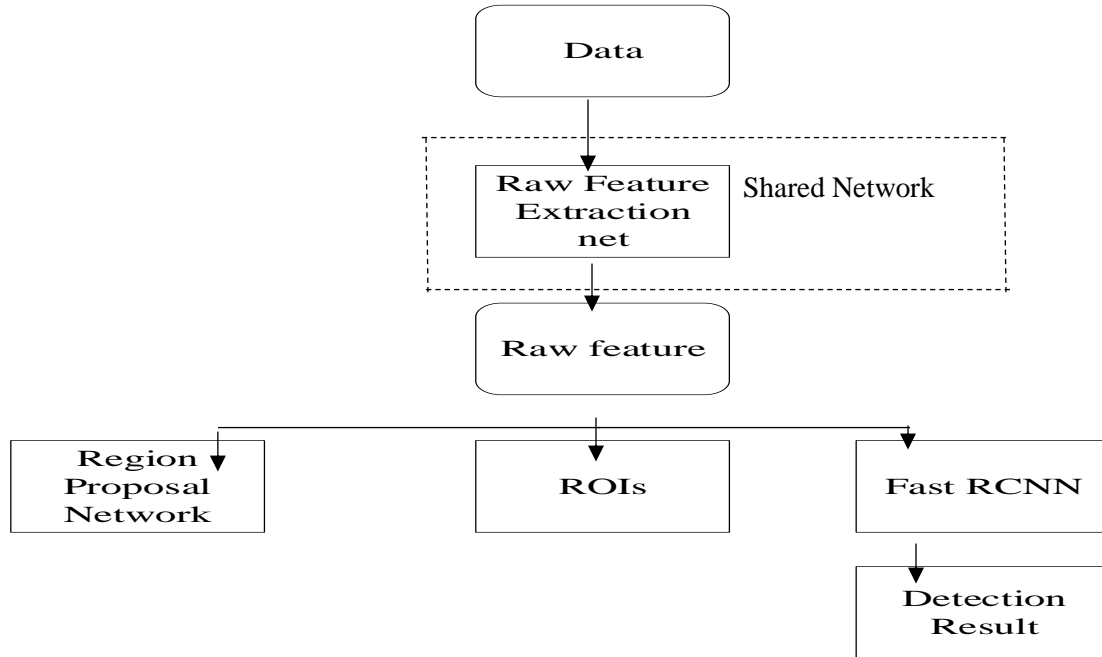 Data
Raw Feature
Extraction
net
Shared Network
Raw feature
Region
Proposal
Network
ROIs
Fast RCNN
Detection
Result